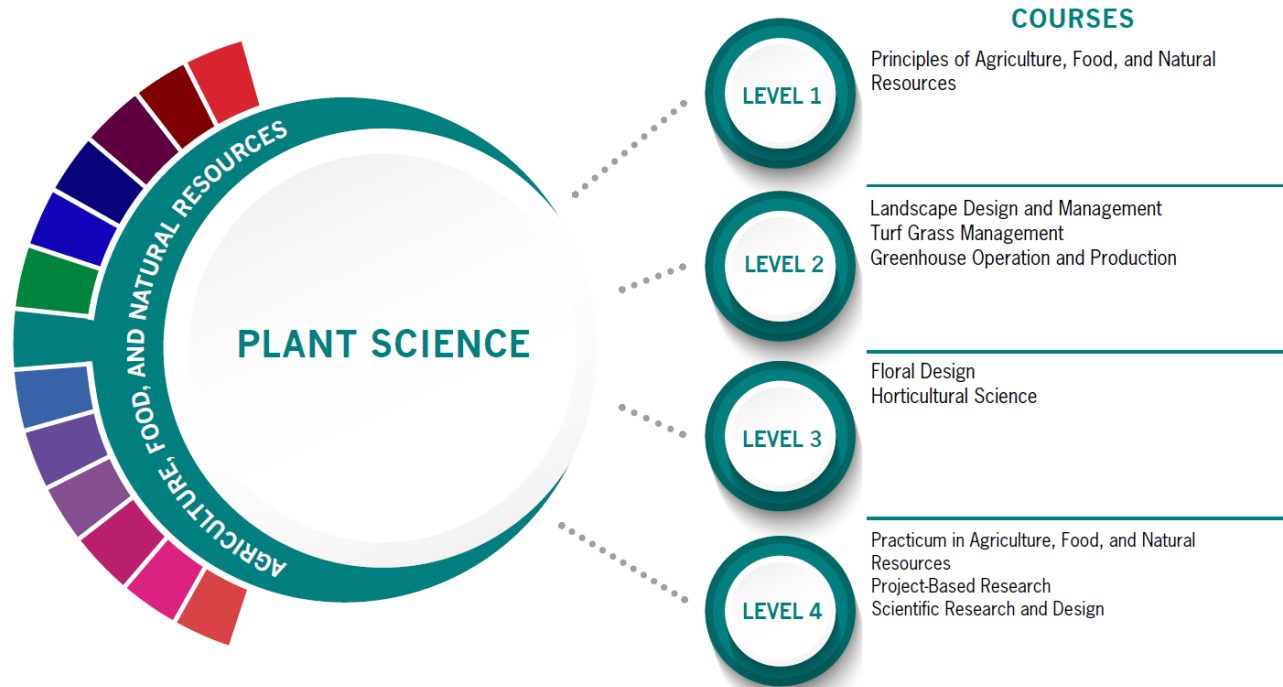 AGRICULTURE, FOOD, AND NATURAL RESOURCES
PLANT SCIENCE
COURSES
LEVEL 1
Principles of Agriculture, Food, and Natural
Resources
LEVEL 2
Landscape Design and Management
Turf Grass Management
Greenhouse Operation and Production
LEVEL 3
Floral Design
Horticultural Science
LEVEL 4
Practicum in Agriculture, Food, and Natural
Resources
Project-Based Research
Scientific Research and Design